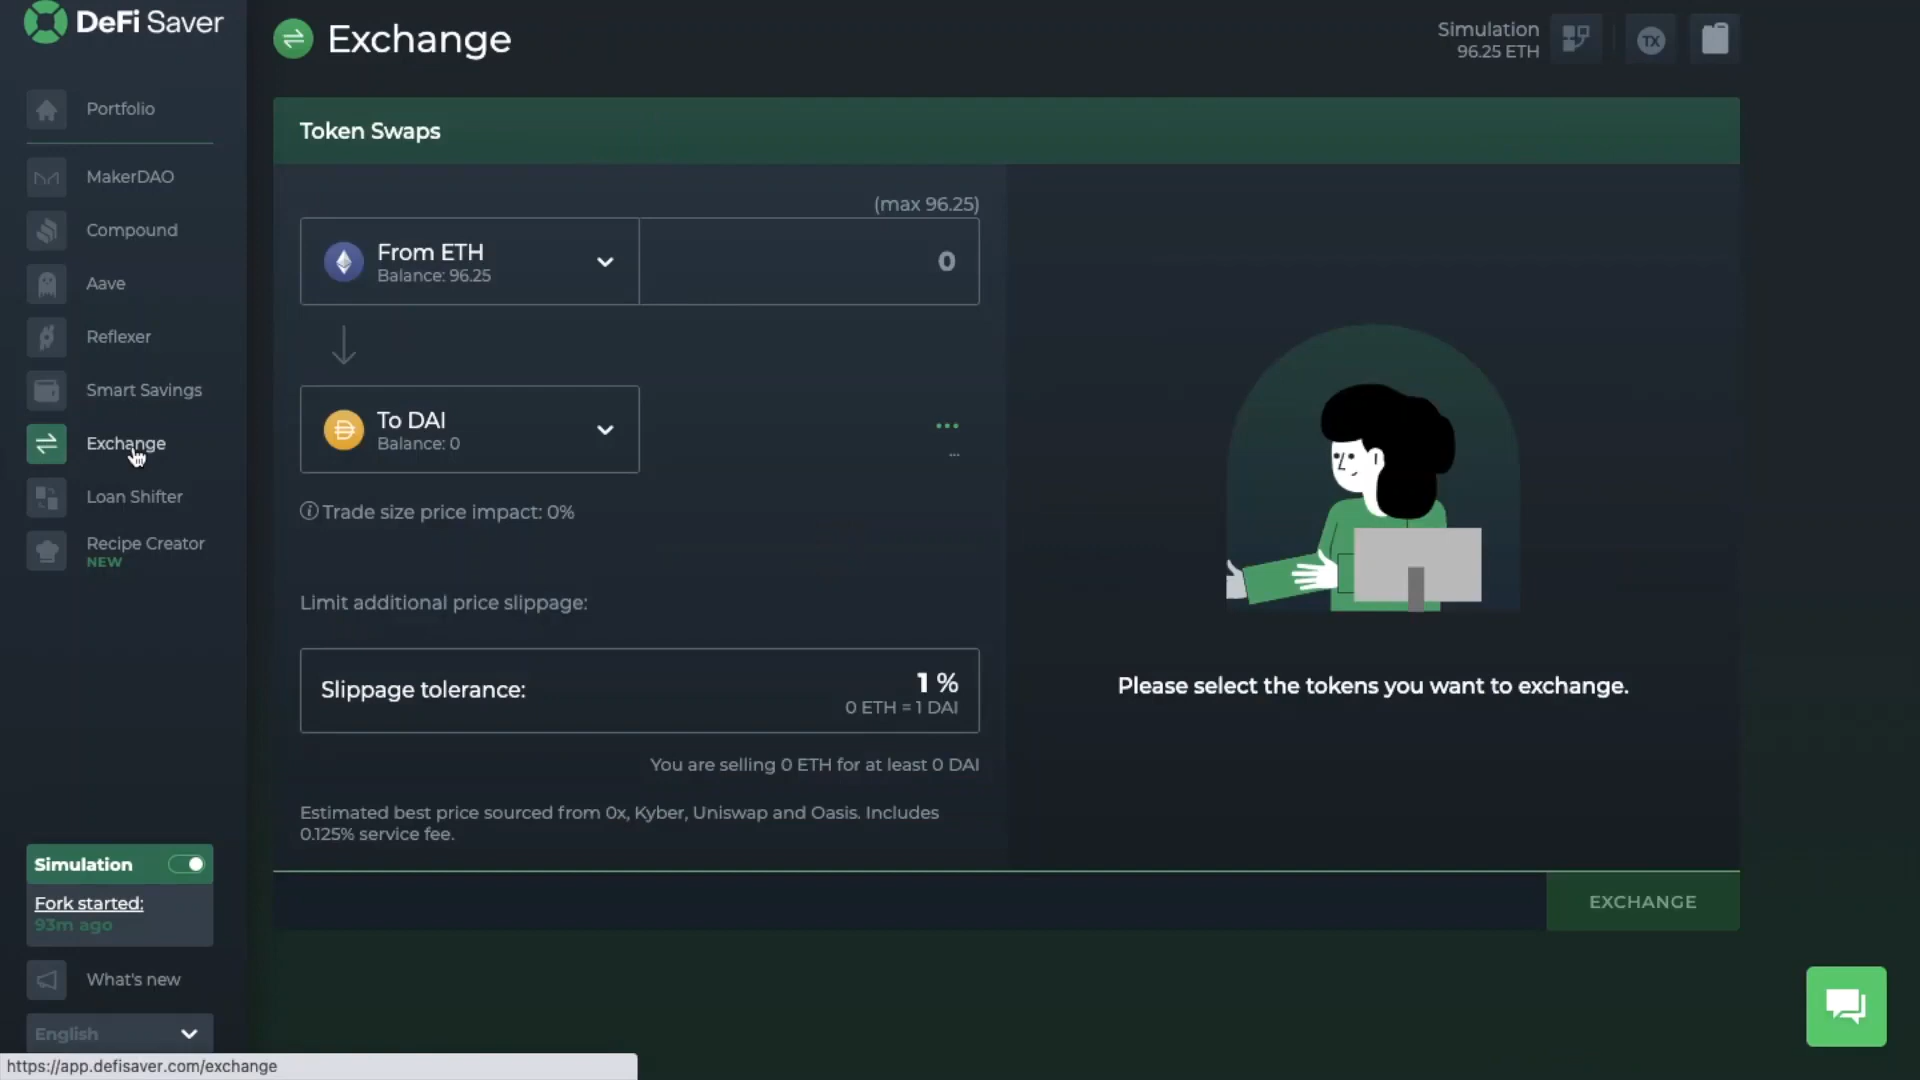 DeFi Saver
Exchange
Simulation
96.25 ETH
TX
Portfolio
MakerDAO
Compound
Aave
Reflexer
Smart Savings
Exchange
Loan Shifter
Recipe Creator
NEW
Simulation
Fork started:
93m ago
What's new
English
Token Swaps
(max 96.25)
From ETH
Balance: 96.25
0
To DAI
Balance: 0
...
...
Trade size price impact: 0%
Limit additional price slippage:
Slippage tolerance:
1 %
0 ETH = 1 DAI
You are selling 0 ETH for at least 0 DAI
Estimated best price sourced from 0x, Kyber, Uniswap and Oasis. Includes
0.125% service fee.
Please select the tokens you want to exchange.
EXCHANGE
https://app.defisaver.com/exchange